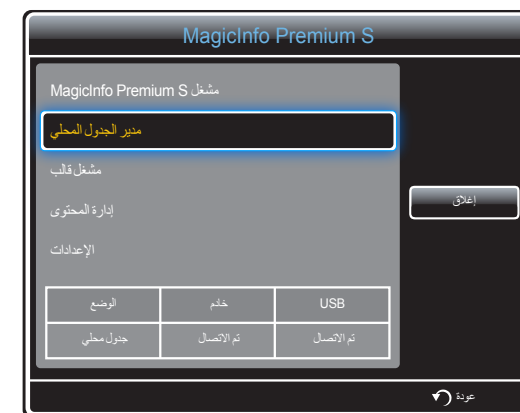 MagicInfo Premium S
مشغل MagicInfo Premium S
مدير الجدول المحلي
مشغل قالب
إدارة المحتوى
الإعدادات
إغلاق
الوضع خادم USB
جدول محلي تم الاتصال تم الاتصال
عودة